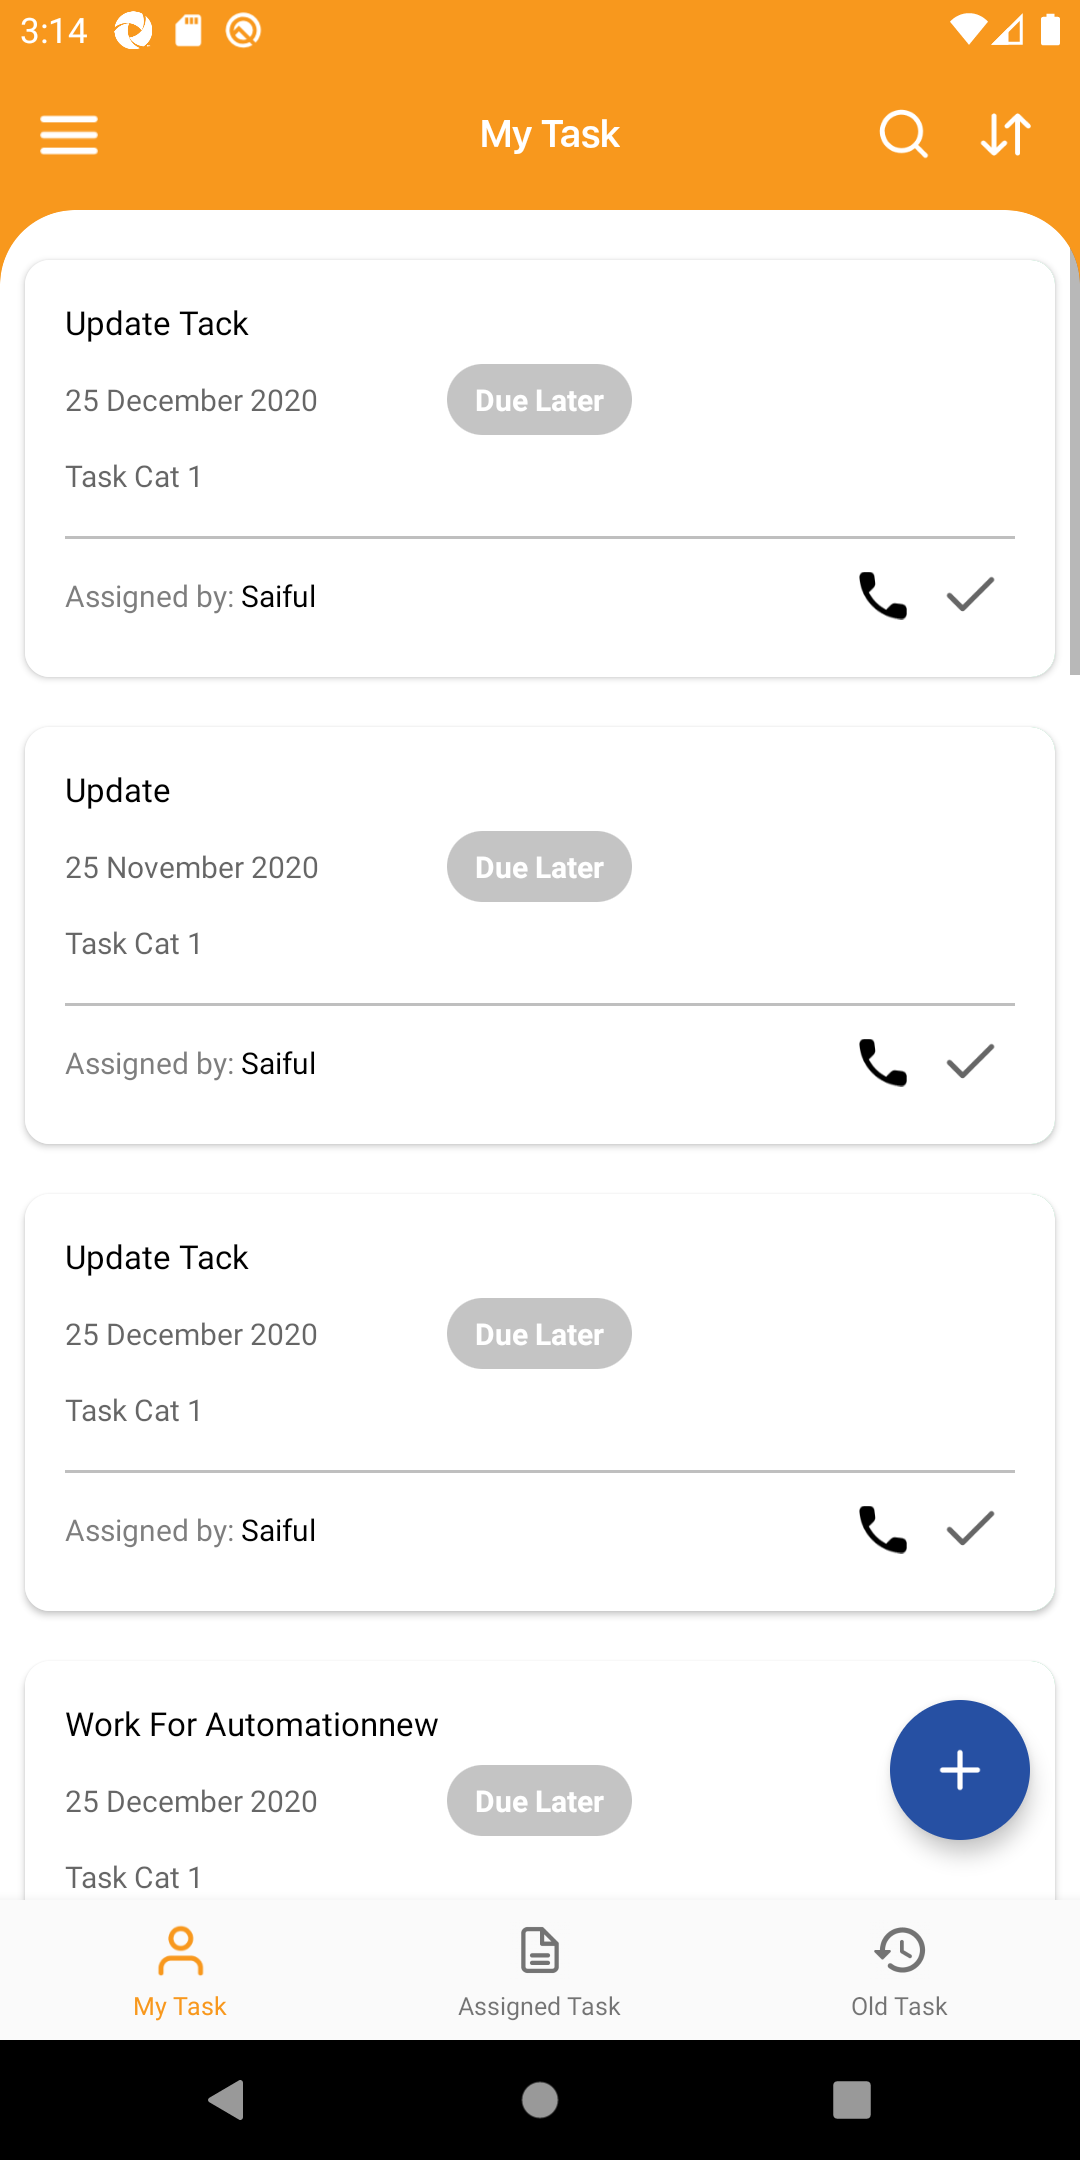 3:14
My Task
Update Tack
25 December 2020
Due Later
Task Cat 1
Assigned by: Saiful
Update
25 November 2020
Due Later
Task Cat 1
Assigned by: Saiful
Update Tack
25 December 2020
Due Later
Task Cat 1
Assigned by: Saiful
Work For Automationnew
25 December 2020
Due Later
Task Cat 1
My Task
Assigned Task
Old Task